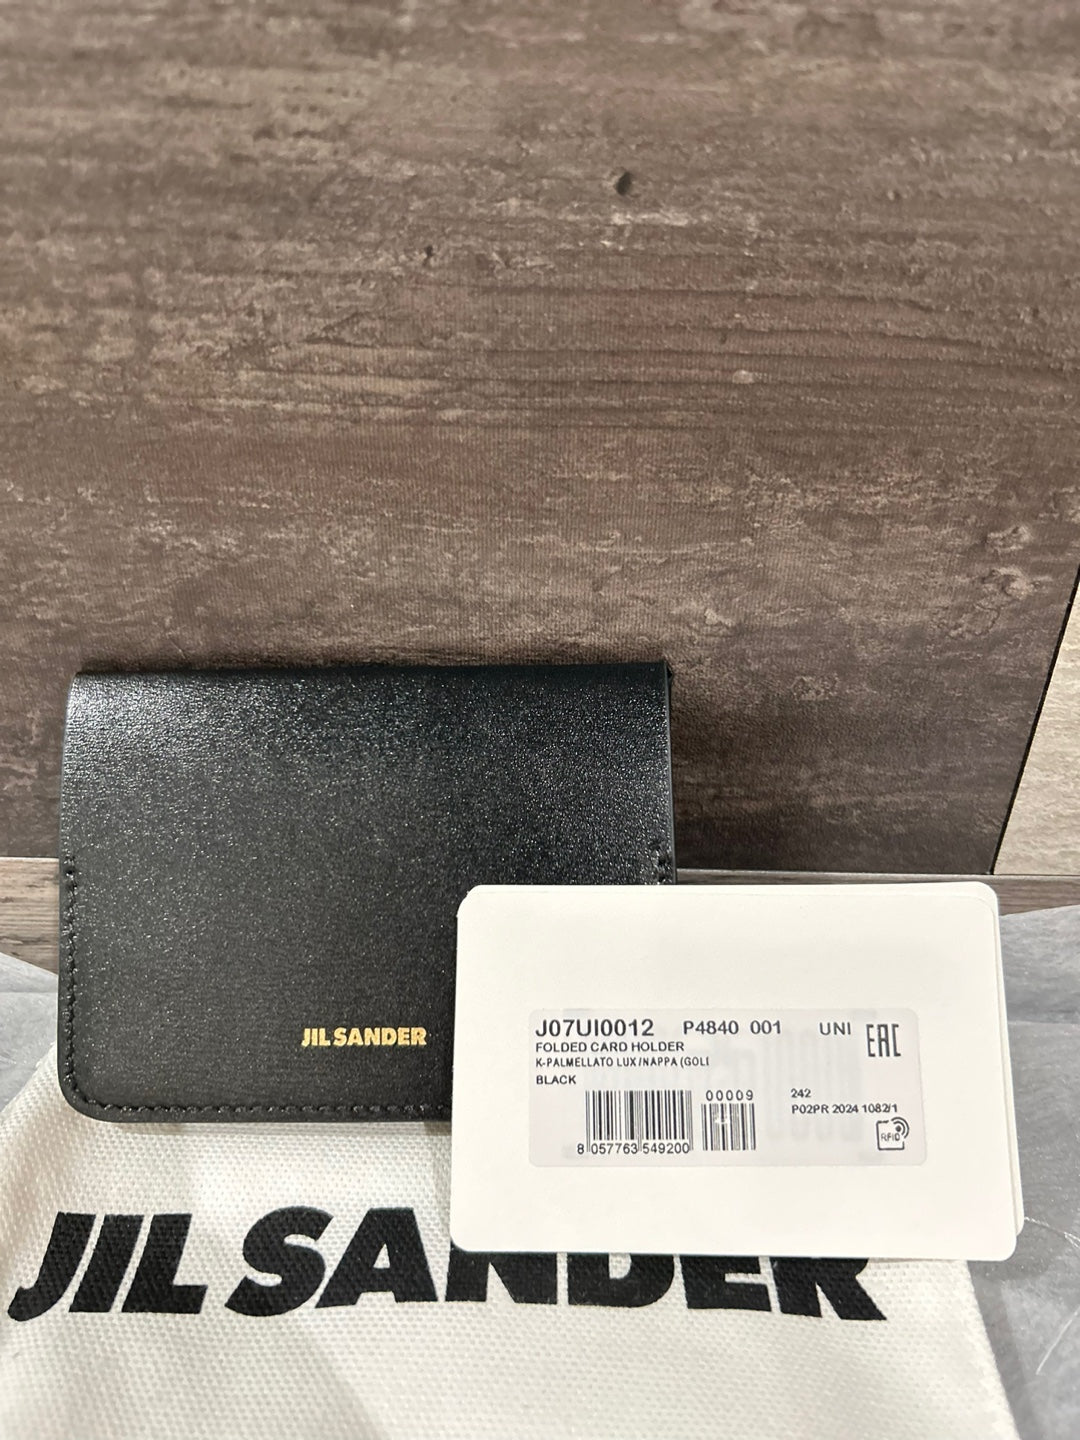 JIL SANDER
J07UI0012 P4840 001 UNI EAC
FOLDED CARD HOLDER
K-PALMELLATO LUX/NAPPA (GOLI
BLACK
00009
242
P02PR 2024 1082/1
8 057763 549200
RFID
JIL SANDER